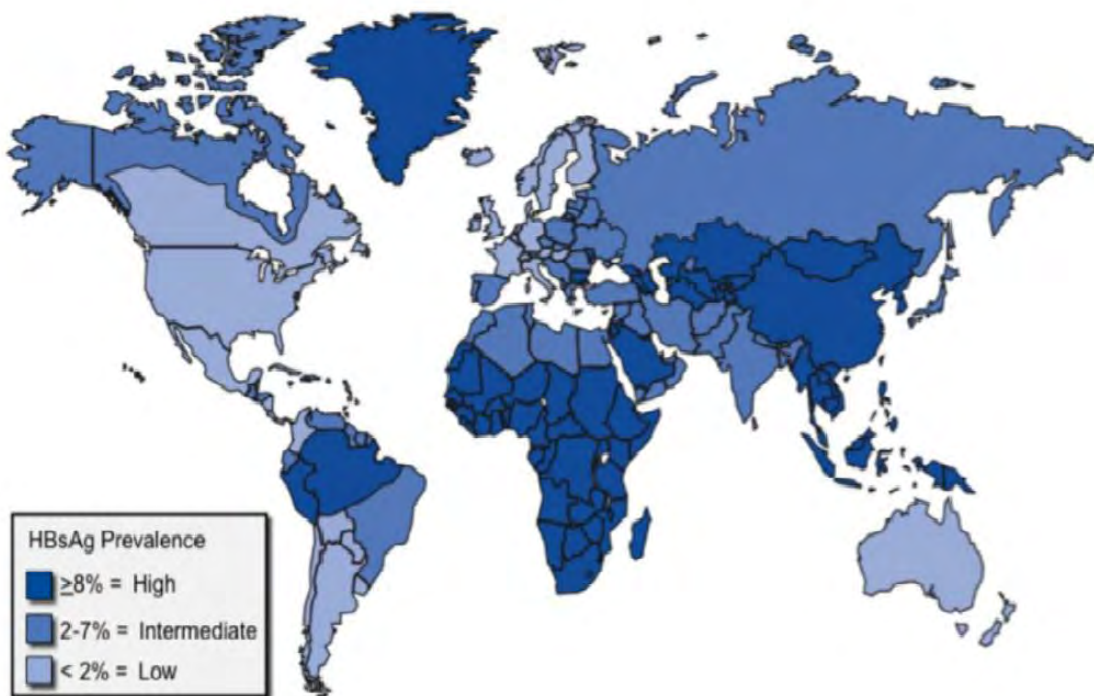 HBsAg Prevalence
≥8% = High
2-7% = Intermediate
< 2% = Low